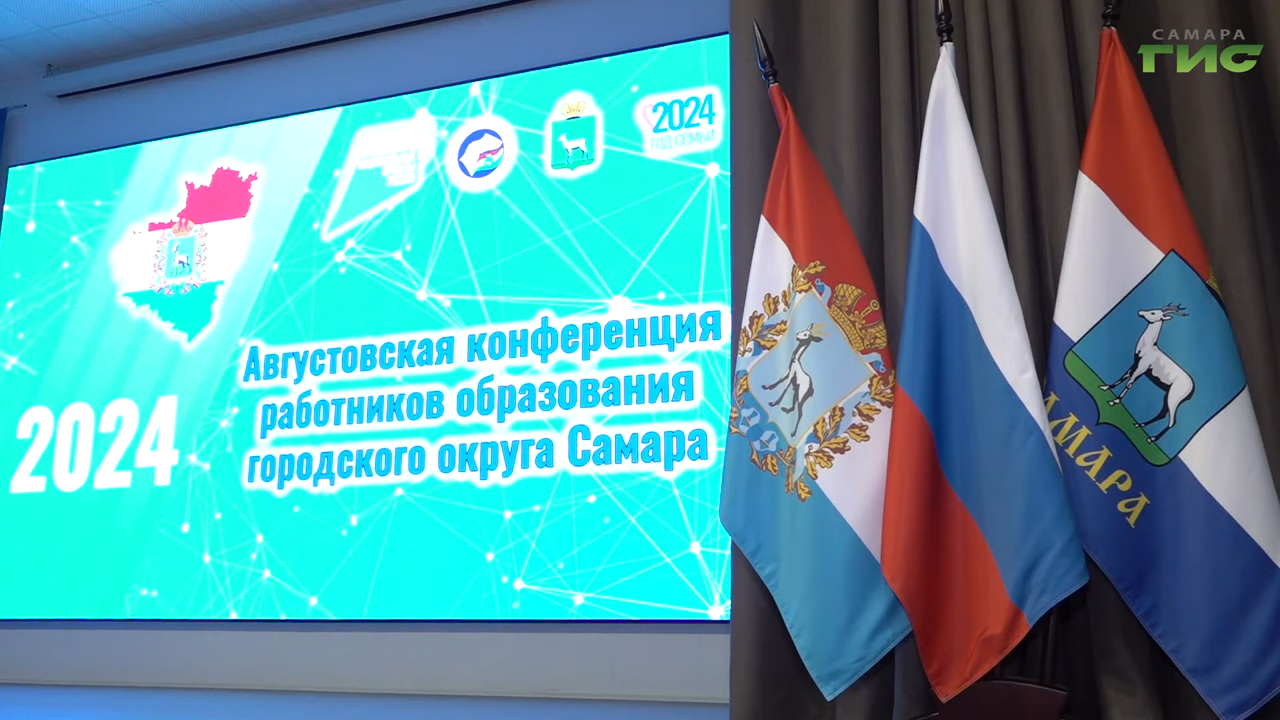 САМАРА
ГИС
2024
ГОД СЕМЬИ
Августовская конференция
работников образования
городского округа Самара
2024
АМАРА